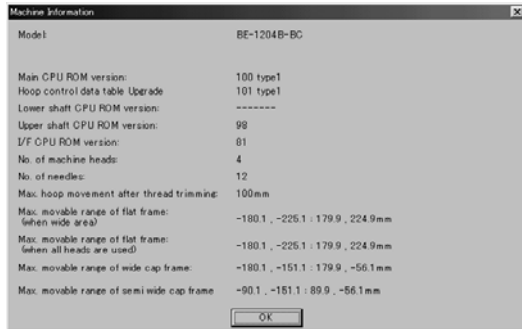 Machine Information
Model: BE-1204B-BC
Main CPU ROM version: 100 type1
Hoop control data table Upgrade 101 type1
Lower shaft CPU ROM version: -------
Upper shaft CPU ROM version: 98
I/F CPU ROM version: 81
No. of machine heads: 4
No. of needles: 12
Max. hoop movement after thread trimming: 100mm
Max. movable range of flat frame:
(when wide area) -180.1 , -225.1 : 179.9 , 224.9mm
Max. movable range of flat frame:
(when all heads are used) -180.1 , -225.1 : 179.9 , 224.9mm
Max. movable range of wide cap frame: -180.1 , -151.1 : 179.9 , -56.1mm
Max. movable range of semi wide cap frame -90.1 , -151.1 : 89.9 , -56.1mm
OK